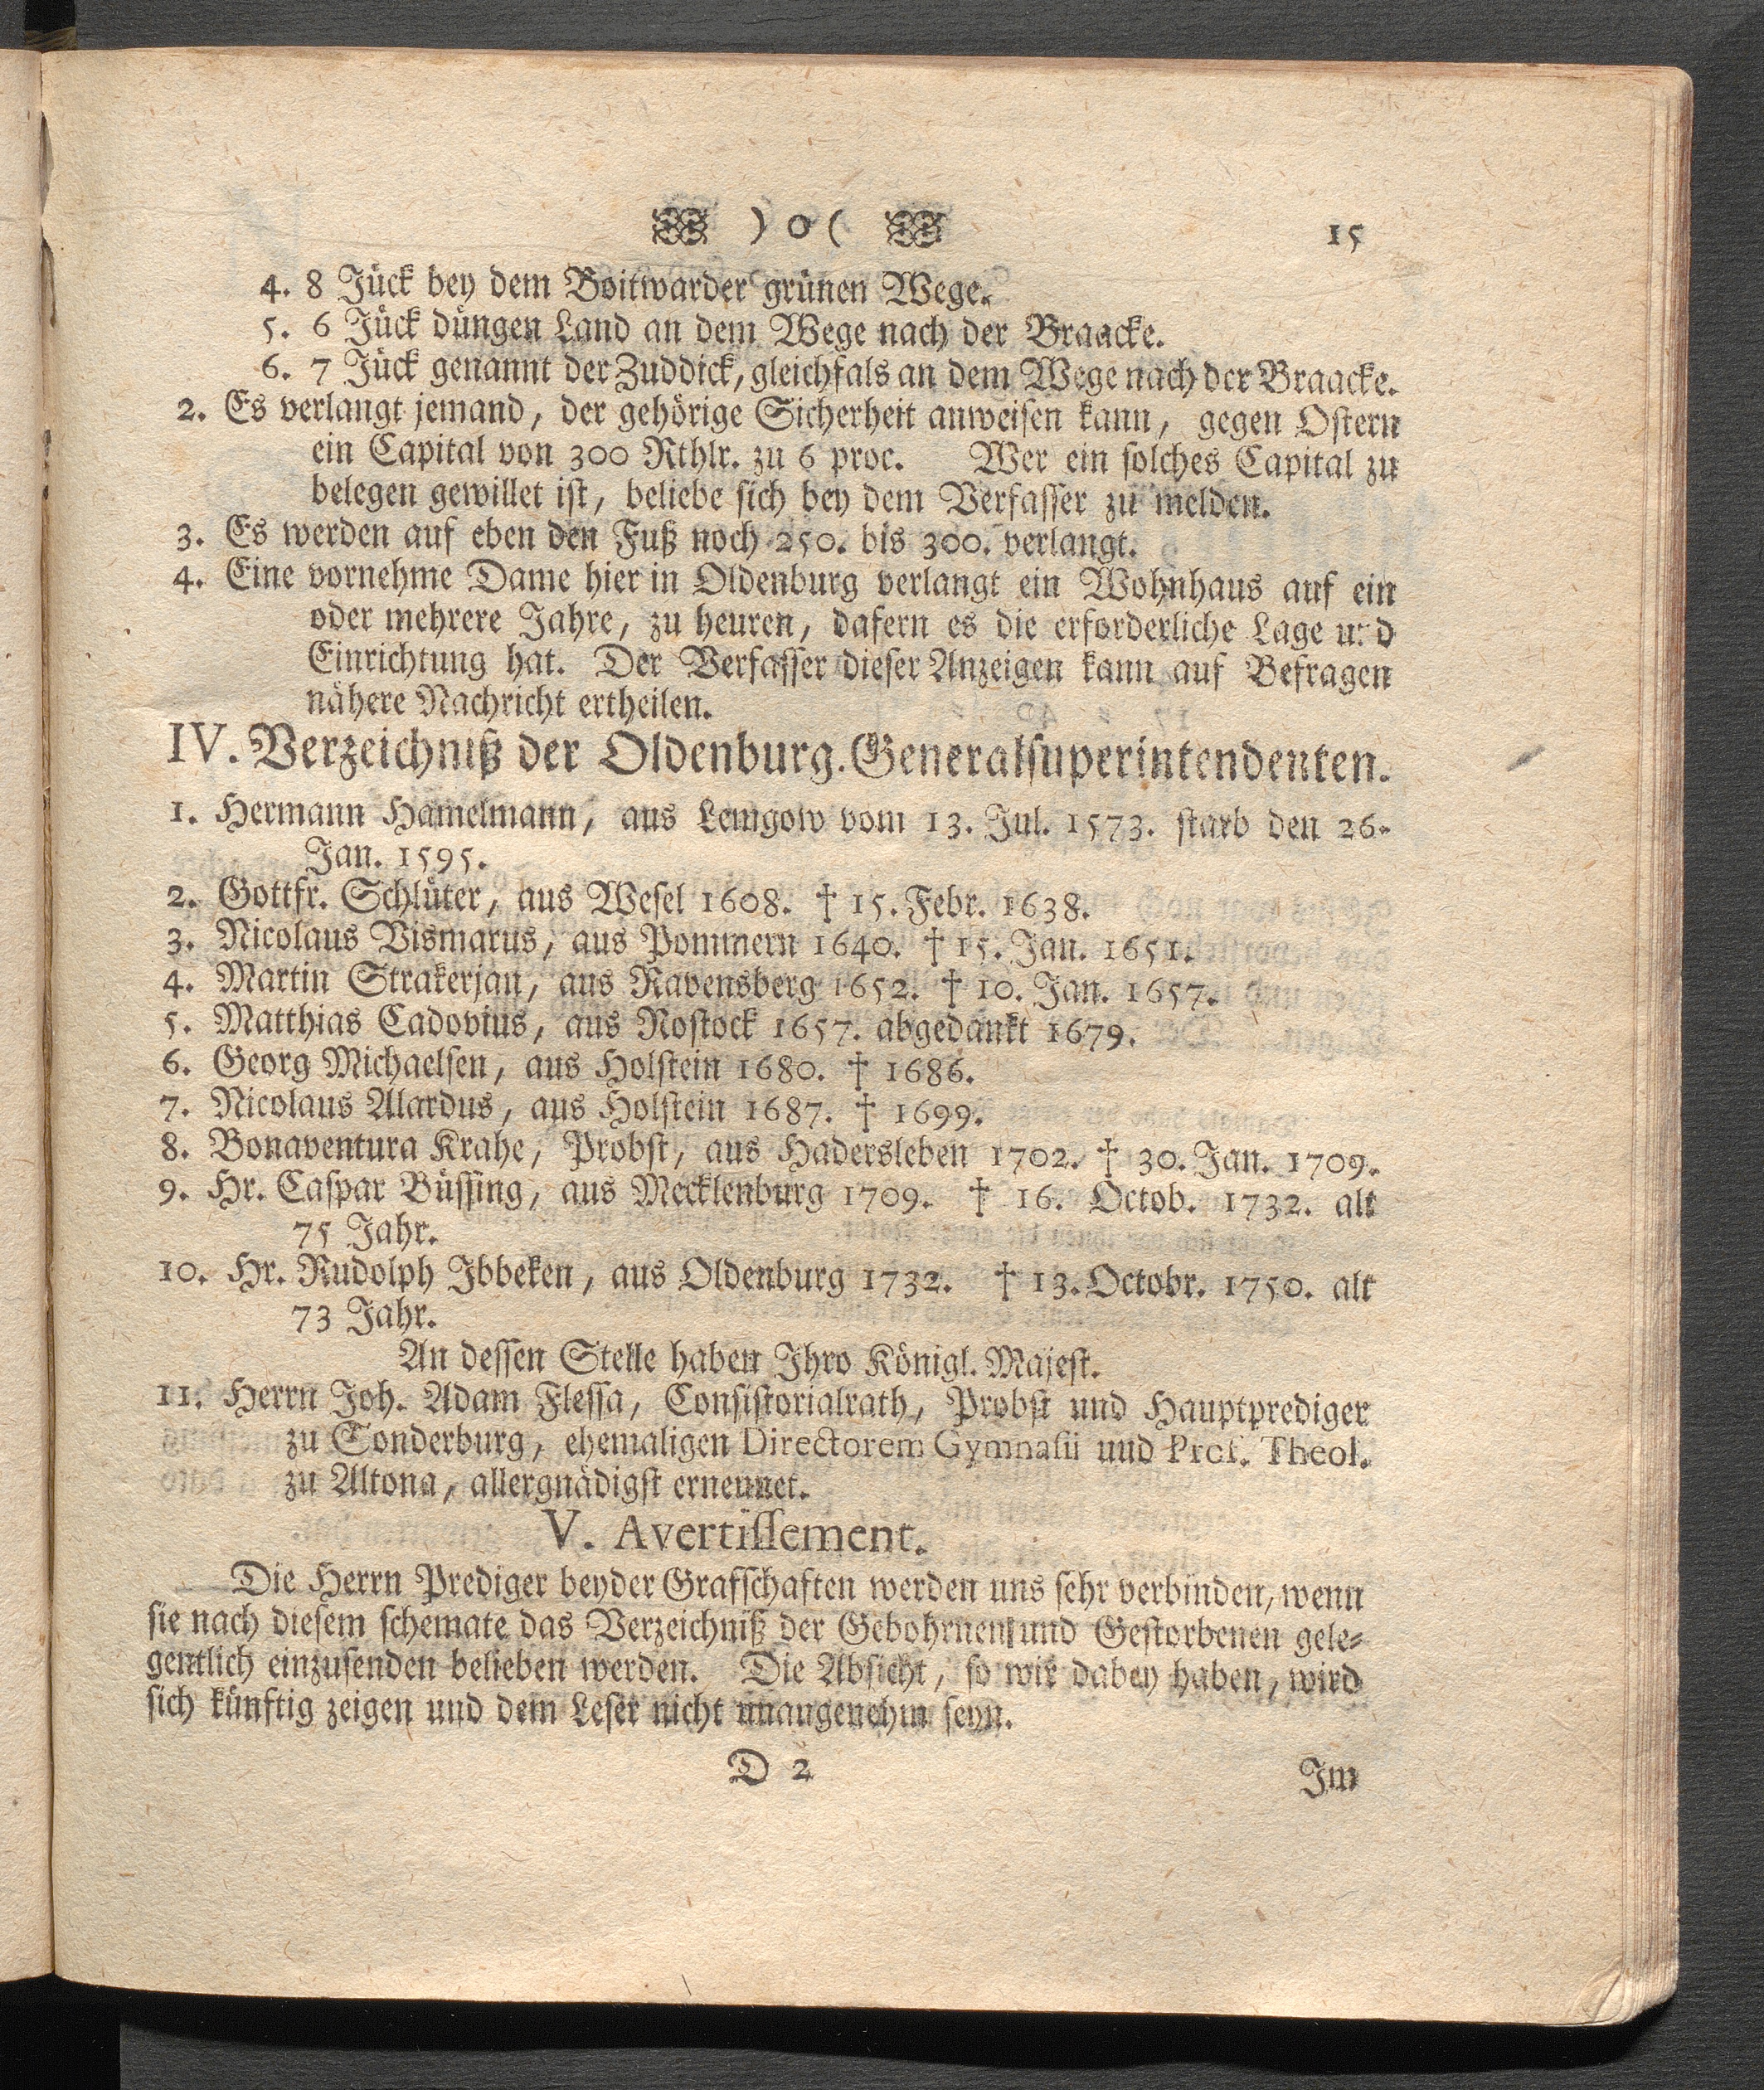 ) o ( 15
4. 8 Jück bey dem Boitwarder grünen Wege.
5. 6 Jück düngen Land an dem Wege nach der Braacke.
6. 7 Jück genannt der Zuddick, gleichfals an dem Wege nach der Braacke.
2. Es verlangt jemand, der gehörige Sicherheit anweisen kann, gegen Ostern
ein Capital von 300 Rthlr. zu 6 proc. Wer ein solches Capital zu
belegen gewillet ist, beliebe sich bey dem Verfasser zu melden.
3. Es werden auf eben den Fuß noch 250. bis 300. verlangt.
4. Eine vornehme Dame hier in Oldenburg verlangt ein Wohnhaus auf ein
oder mehrere Jahre, zu heuren, dafern es die erforderliche Lage und
Einrichtung hat. Der Verfasser dieser Anzeigen kann auf Befragen
nähere Nachricht ertheilen.
IV. Verzeichniß der Oldenburg. Generalsuperintendenten.
1. Hermann Hamelmann, aus Lemgow vom 13. Jul. 1573. starb den 26.
Jan. 1595.
2. Gottfr. Schlüter, aus Wesel 1608. † 15. Febr. 1638.
3. Nicolaus Vismarus, aus Pommern 1640. † 15. Jan. 1651.
4. Martin Strakerjan, aus Ravensberg 1652. † 10. Jan. 1657.
5. Matthias Cadovius, aus Rostock 1657. abgedankt 1679.
6. Georg Michaelsen, aus Holstein 1680. † 1686.
7. Nicolaus Alardus, aus Holstein 1687. † 1699.
8. Bonaventura Krahe, Probst, aus Hadersleben 1702. † 30. Jan. 1709.
9. Hr. Caspar Büssing, aus Mecklenburg 1709. † 16. Octob. 1732. alt
75 Jahr.
10. Hr. Rudolph Ibbeken, aus Oldenburg 1732. † 13. Octobr. 1750. alt
73 Jahr.
An dessen Stelle haben Ihro Königl. Majest.
11. Herrn Joh. Adam Flessa, Consistorialrath, Probst und Hauptprediger
zu Sonderburg, ehemaligen Directorem Gymnasii und Prof. Theol.
zu Altona, allergnädigst ernennet.
V. Avertissement.
Die Herrn Prediger beyder Grafschaften werden uns sehr verbinden, wenn
sie nach diesem schemate das Verzeichniß der Gebohrnen und Gestorbenen gele-
gentlich einzusenden belieben werden. Die Absicht, so wir dabey haben, wird
sich künftig zeigen und dem Leser nicht unangenehm seyn.
D 2 Im